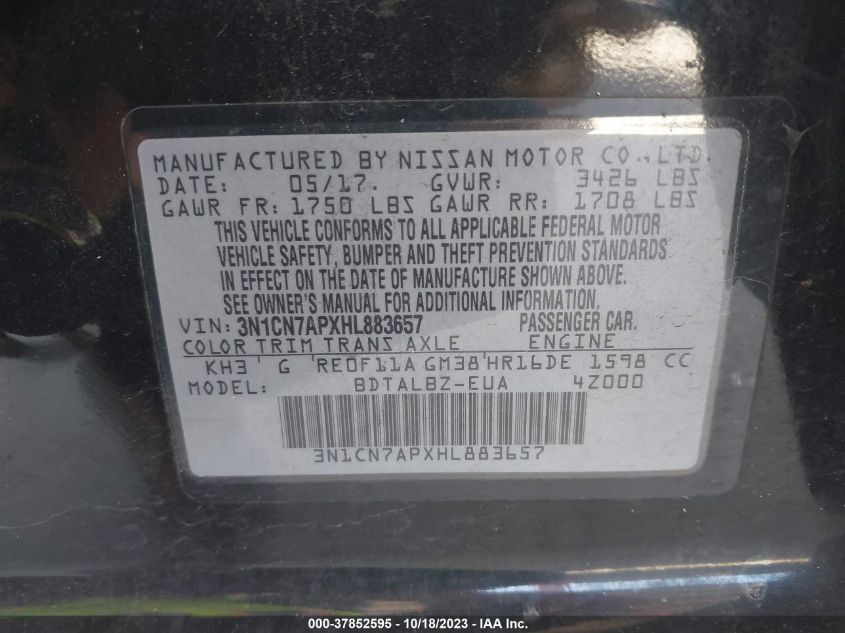 MANUFACTURED BY NISSAN MOTOR CO.,LTD.
DATE: 05/17. GVWR: 3426 LBS
GAWR FR: 1750 LBS GAWR RR: 1708 LBS
THIS VEHICLE CONFORMS TO ALL APPLICABLE FEDERAL MOTOR
VEHICLE SAFETY, BUMPER AND THEFT PREVENTION STANDARDS
IN EFFECT ON THE DATE OF MANUFACTURE SHOWN ABOVE.
SEE OWNER'S MANUAL FOR ADDITIONAL INFORMATION.
VIN: 3N1CN7APXHL883657 PASSENGER CAR.
COLOR TRIM TRANS AXLE ENGINE
KH3 G RE0F11A GM38 HR16DE 1598 CC
MODEL: BDTALBZ-EUA 4Z000
3N1CN7APXHL883657
000-37852595 - 10/18/2023 - IAA Inc.